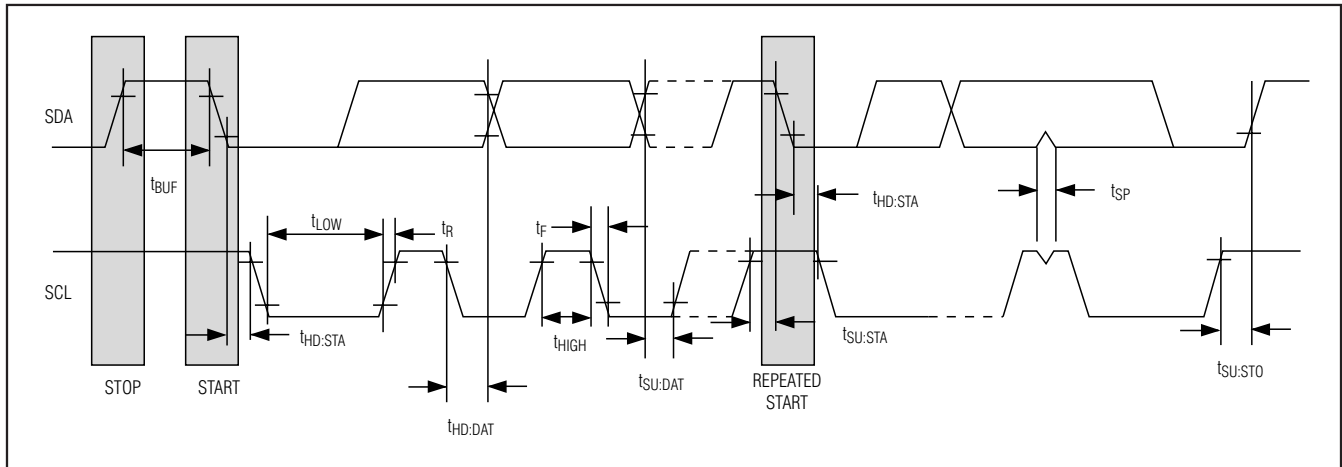 SDA
tBUF
tHD:STA
tSP
tLOW
tR
tF
SCL
tHD:STA
tHIGH
tSU:STA
tSU:DAT
tSU:STO
STOP
START
REPEATED
START
tHD:DAT